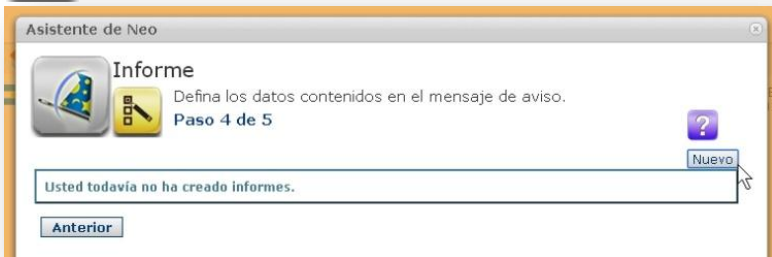 Asistente de Neo
Informe
Defina los datos contenidos en el mensaje de aviso.
Paso 4 de 5
?
Nuevo
Usted todavía no ha creado informes.
Anterior